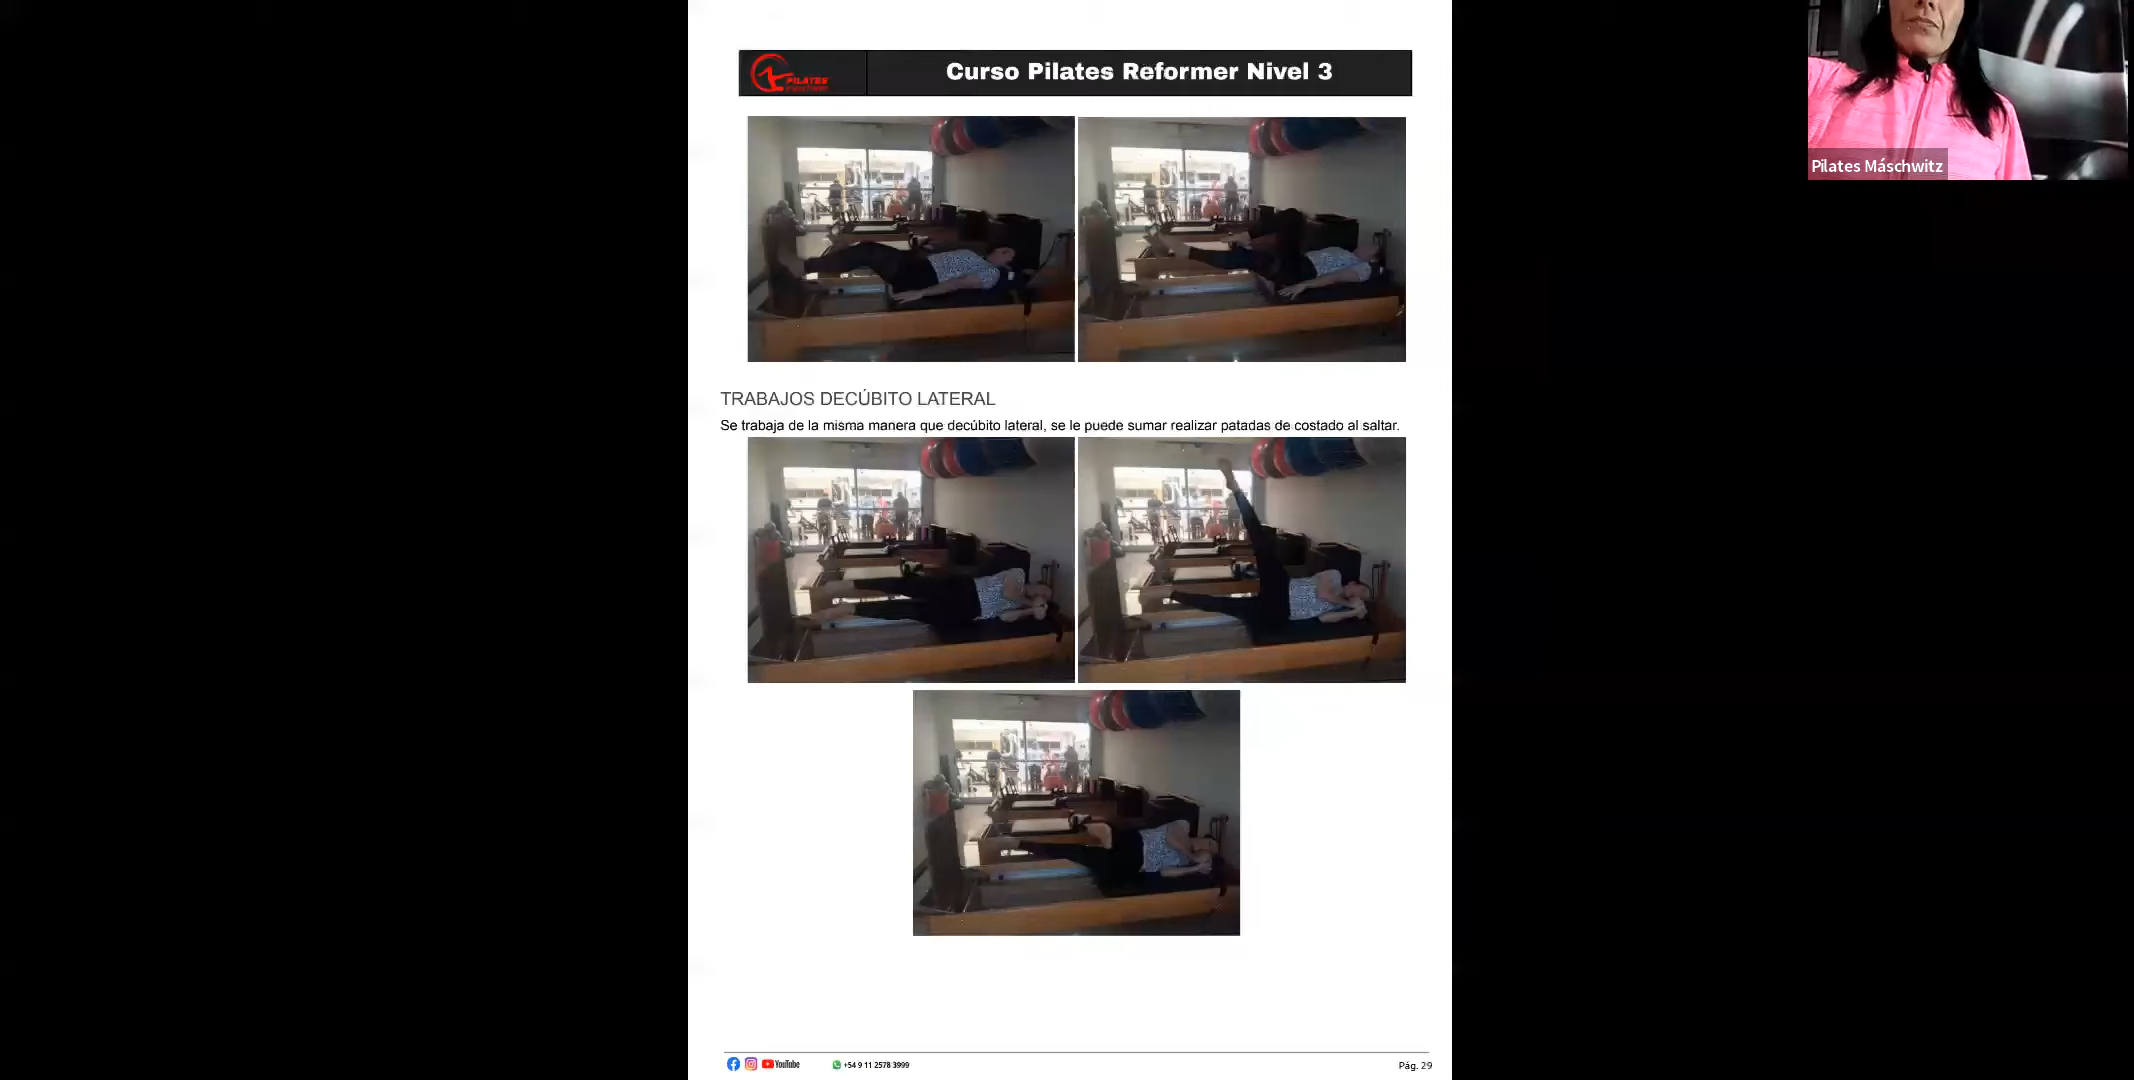 PILATES
Curso Pilates Reformer Nivel 3
Pilates Máschwitz
TRABAJOS DECÚBITO LATERAL
Se trabaja de la misma manera que decúbito lateral, se le puede sumar realizar patadas de costado al saltar.
YouTube
+54 9 11 2578 3999
Pág. 29